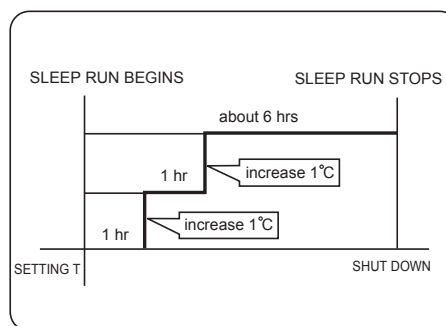 SLEEP RUN BEGINS
SLEEP RUN STOPS
about 6 hrs
1 hr
increase 1°C
1 hr
increase 1°C
SETTING T
SHUT DOWN